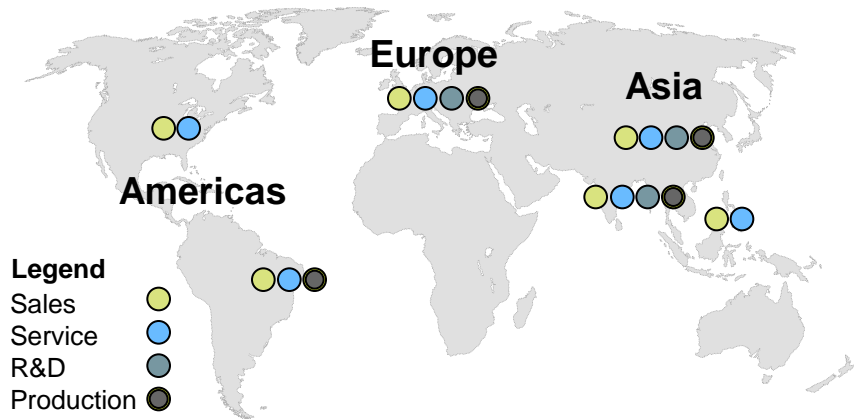 Europe
Asia
Americas
Legend
Sales
Service
R&D
Production